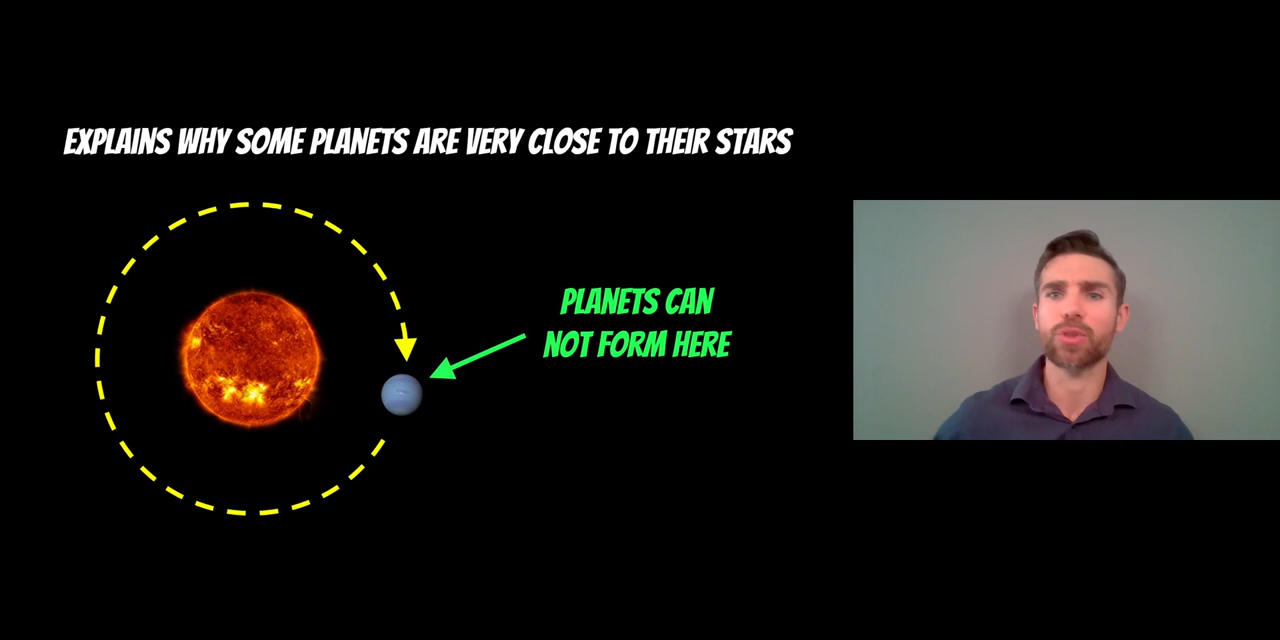 EXPLAINS WHY SOME PLANETS ARE VERY CLOSE TO THEIR STARS
PLANETS CAN
NOT FORM HERE